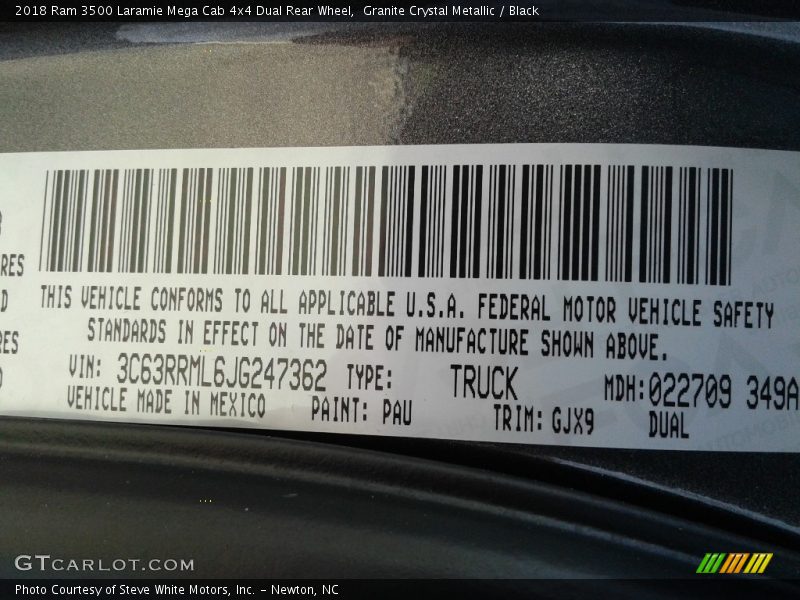 2018 Ram 3500 Laramie Mega Cab 4x4 Dual Rear Wheel, Granite Crystal Metallic / Black
RES
THIS VEHICLE CONFORMS TO ALL APPLICABLE U.S.A. FEDERAL MOTOR VEHICLE SAFETY
STANDARDS IN EFFECT ON THE DATE OF MANUFACTURE SHOWN ABOVE.
RES
VIN: 3C63RRML6JG247362 TYPE: TRUCK MDH:022709 349A
VEHICLE MADE IN MEXICO PAINT: PAU TRIM: GJX9 DUAL
GTCARLOT.COM
Photo Courtesy of Steve White Motors, Inc. – Newton, NC